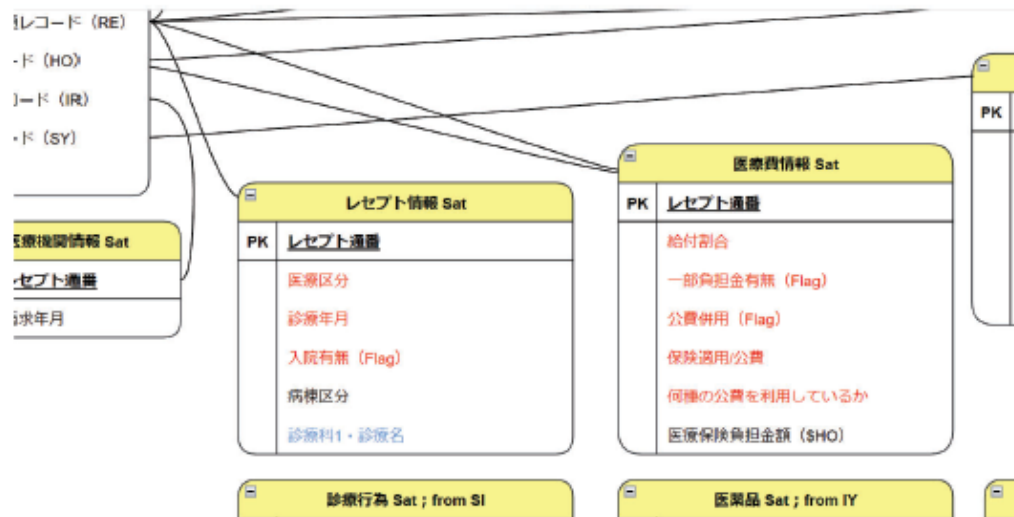 レコード（RE）
ード（HO）
コード（IR）
ード（SY）
医療機関情報 Sat
レセプト通番
請求年月
レセプト情報 Sat
PK
レセプト通番
医療区分
診療年月
入院有無（Flag）
病棟区分
診療科1・診療名
医療費情報 Sat
PK
レセプト通番
給付割合
一部負担金有無（Flag）
公費併用（Flag）
保険適用/公費
何種の公費を利用しているか
医療保険負担金額（$HO）
PK
診療行為 Sat ; from SI
医薬品 Sat ; from IY